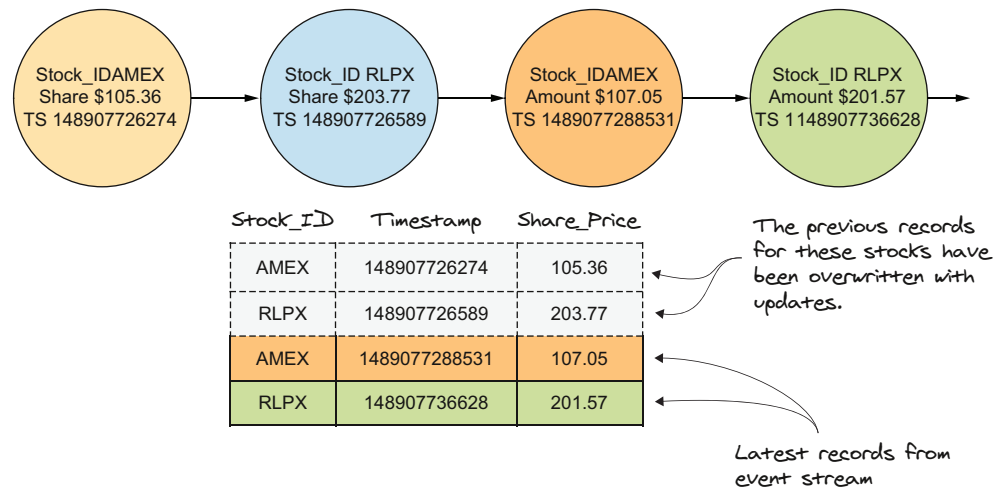 Stock_IDAMEX
Share $105.36
TS 148907726274
Stock_ID RLPX
Share $203.77
TS 148907726589
Stock_IDAMEX
Amount $107.05
TS 1489077288531
Stock_ID RLPX
Amount $201.57
TS 1148907736628
Stock_ID Timestamp Share_Price
AMEX 148907726274 105.36
RLPX 148907726589 203.77
AMEX 1489077288531 107.05
RLPX 148907736628 201.57
The previous records
for these stocks have
been overwritten with
updates.
Latest records from
event stream